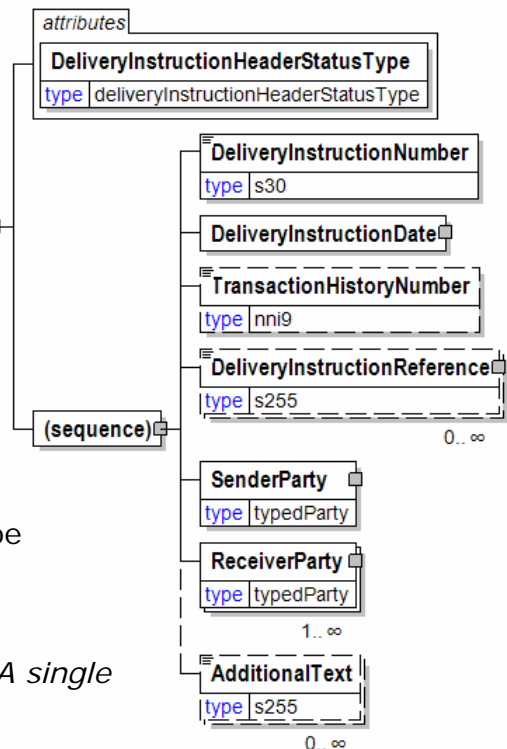 attributes
DeliveryInstructionHeaderStatusType
type deliveryInstructionHeaderStatusType
DeliveryInstructionNumber
type s30
DeliveryInstructionDate
TransactionHistoryNumber
type nni9
DeliveryInstructionReference
type s255
0.. ∞
(sequence)
SenderParty
type typedParty
pe
ReceiverParty
type typedParty
1.. ∞
A single
AdditionalText
type s255
0.. ∞